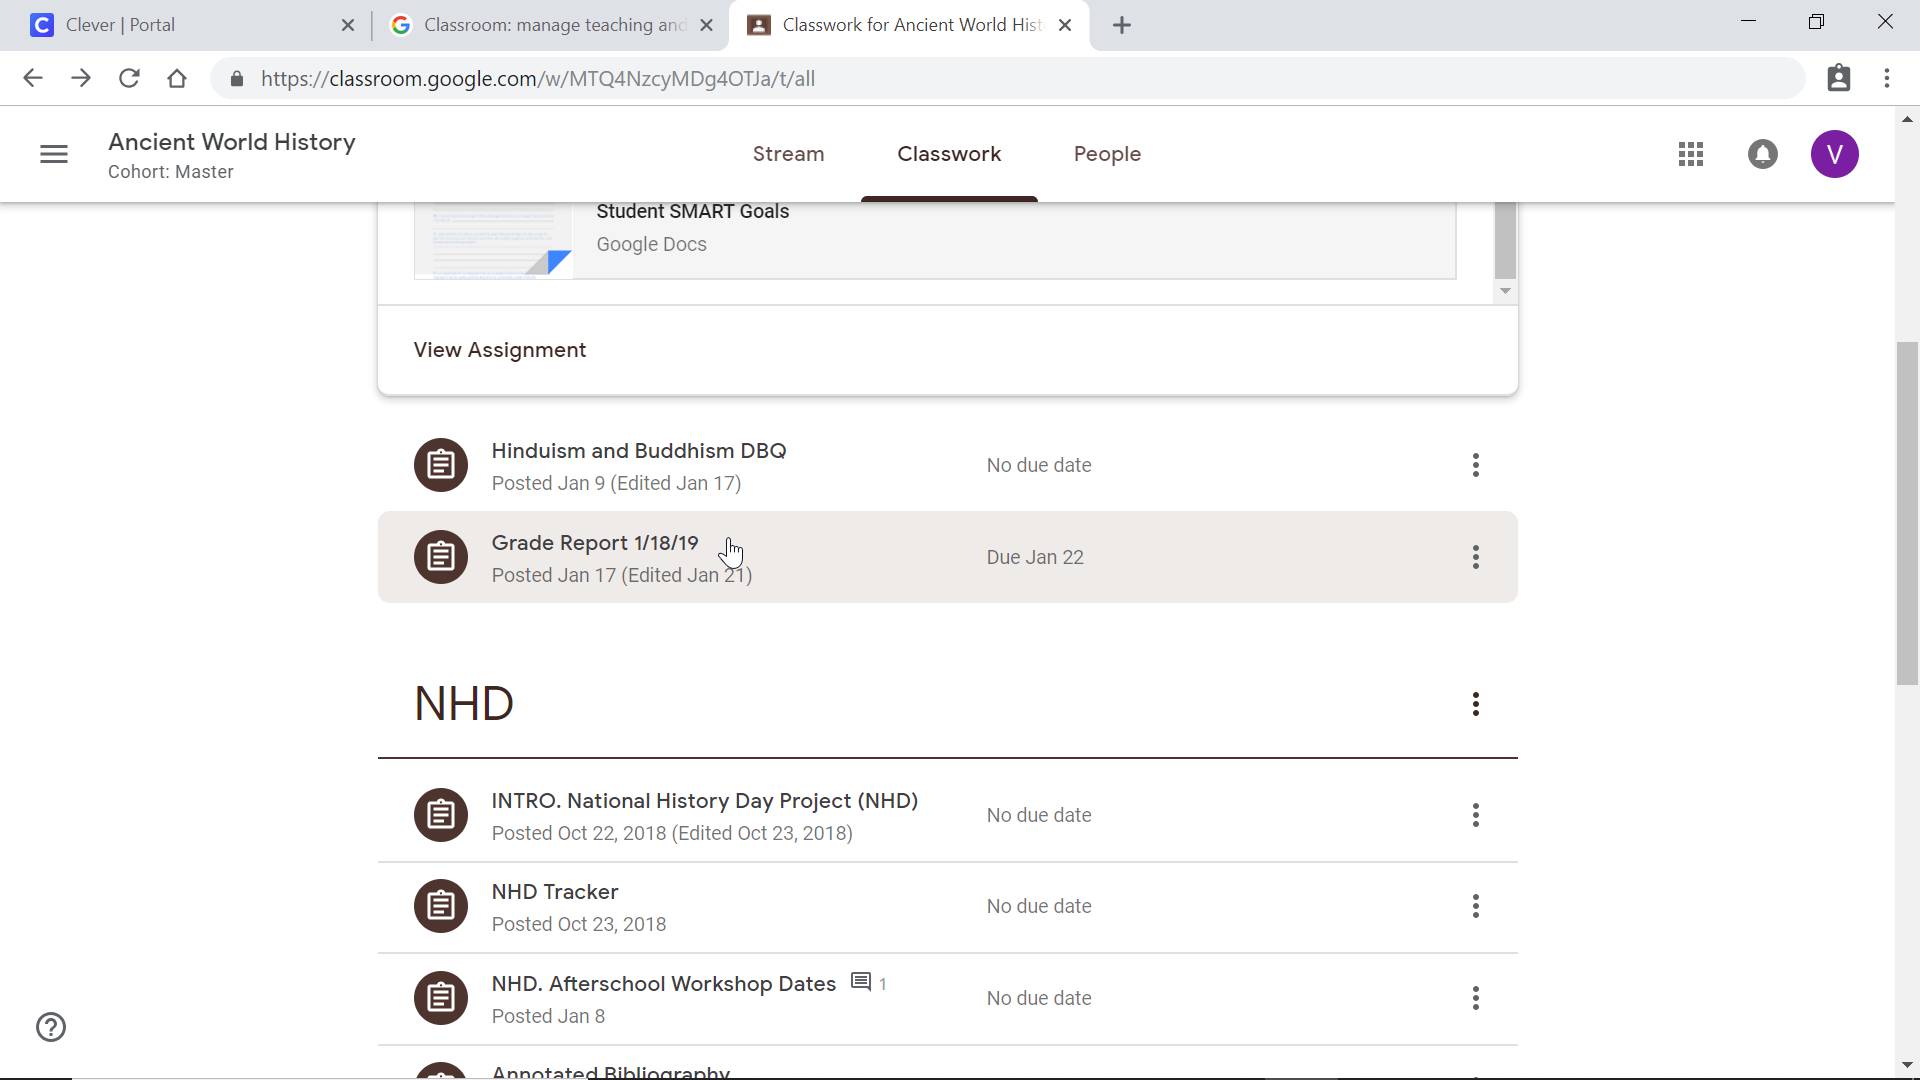 Clever | Portal
Classroom: manage teaching and
Classwork for Ancient World Hist
https://classroom.google.com/w/MTQ4NzcyMDg4OTJa/t/all
Ancient World History
Cohort: Master
Stream
Classwork
People
V
Student SMART Goals
Google Docs
View Assignment
Hinduism and Buddhism DBQ
Posted Jan 9 (Edited Jan 17)
No due date
Grade Report 1/18/19
Posted Jan 17 (Edited Jan 21)
Due Jan 22
NHD
INTRO. National History Day Project (NHD)
Posted Oct 22, 2018 (Edited Oct 23, 2018)
No due date
NHD Tracker
Posted Oct 23, 2018
No due date
NHD. Afterschool Workshop Dates 1
Posted Jan 8
No due date
Annotated Bibliography